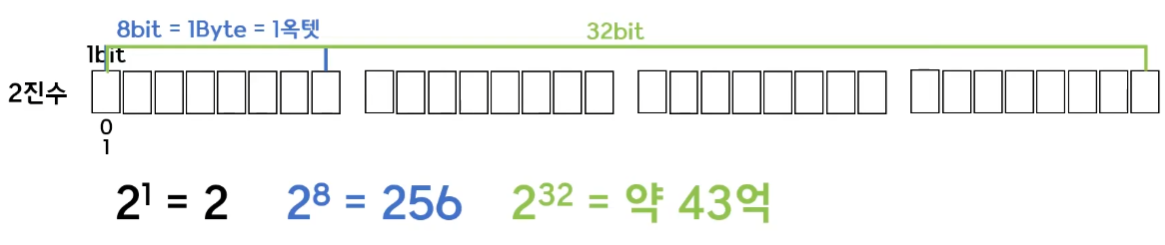 8bit = 1Byte = 1옥텟
32bit
1bit
2진수
0
1
2¹ = 2
2⁸ = 256
2³² = 약 43억